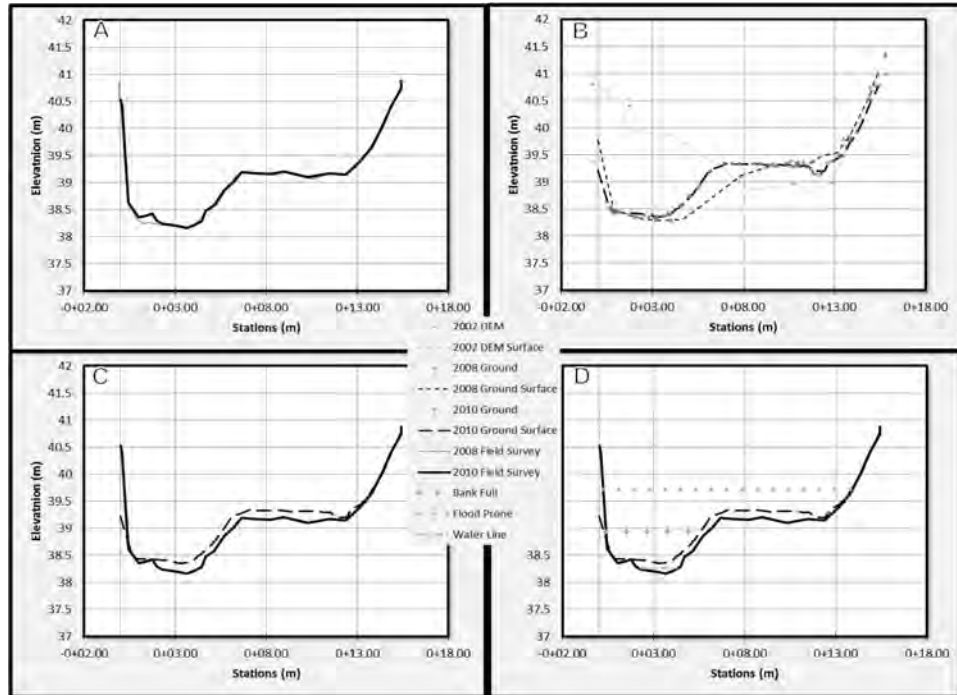 A
42
41.5
41
40.5
40
39.5
39
38.5
38
37.5
37
Elevatnion (m)
-0+02.00 0+03.00 0+08.00 0+13.00 0+18.00
Stations (m)
B
42
41.5
41
40.5
40
39.5
39
38.5
38
37.5
37
Elevatnion (m)
-0+02.00 0+03.00 0+08.00 0+13.00 0+18.00
Stations (m)
2002 DEM
2002 DEM Surface
2008 Ground
2008 Ground Surface
2010 Ground
2010 Ground Surface
2008 Field Survey
2010 Field Survey
Bank Full
Flood Prone
Water Line
C
42
41.5
41
40.5
40
39.5
39
38.5
38
37.5
37
Elevatnion (m)
-0+02.00 0+03.00 0+08.00 0+13.00 0+18.00
Stations (m)
D
42
41.5
41
40.5
40
39.5
39
38.5
38
37.5
37
Elevatnion (m)
-0+02.00 0+03.00 0+08.00 0+13.00 0+18.00
Stations (m)